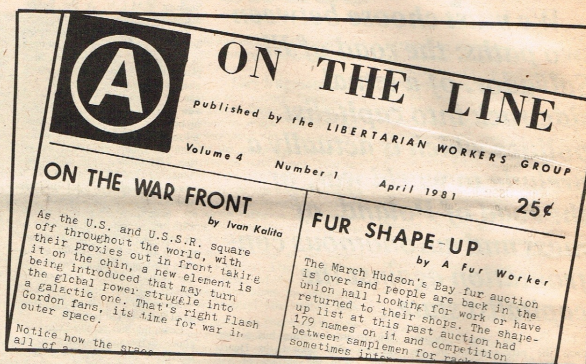 A
ON THE LINE
published by the LIBERTARIAN WORKERS GROUP
Volume 4 Number 1 April 1981 25¢
ON THE WAR FRONT
by Ivan Kalita
As the U.S. and U.S.S.R. square
off throughout the world, with
their proxies out in front taking
it on the chin, a new element is
being introduced that may turn
the global power struggle into
a galactic one. That's right Flash
Gordon fans, its time for war in
outer space.
Notice how the space
all of a
FUR SHAPE-UP
by A Fur Worker
The March Hudson's Bay fur auction
is over and people are back in the
union hall looking for work or have
returned to their shops. The shape-
up list at this past auction had
179 names on it and competition
between samplemen for
sometimes